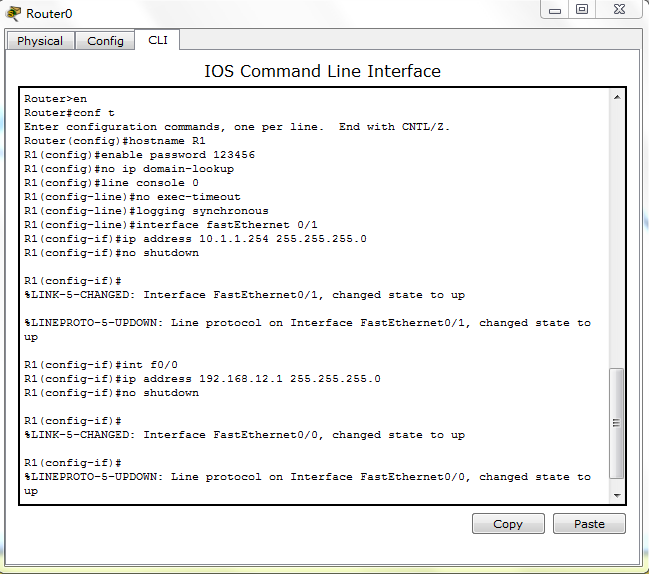 Router0
Physical Config CLI
IOS Command Line Interface
Router>en
Router#conf t
Enter configuration commands, one per line.  End with CNTL/Z.
Router(config)#hostname R1
R1(config)#enable password 123456
R1(config)#no ip domain-lookup
R1(config)#line console 0
R1(config-line)#no exec-timeout
R1(config-line)#logging synchronous
R1(config-line)#interface fastEthernet 0/1
R1(config-if)#ip address 10.1.1.254 255.255.255.0
R1(config-if)#no shutdown
R1(config-if)#
%LINK-5-CHANGED: Interface FastEthernet0/1, changed state to up
%LINEPROTO-5-UPDOWN: Line protocol on Interface FastEthernet0/1, changed state to
up
R1(config-if)#int f0/0
R1(config-if)#ip address 192.168.12.1 255.255.255.0
R1(config-if)#no shutdown
R1(config-if)#
%LINK-5-CHANGED: Interface FastEthernet0/0, changed state to up
R1(config-if)#
%LINEPROTO-5-UPDOWN: Line protocol on Interface FastEthernet0/0, changed state to
up
Copy Paste